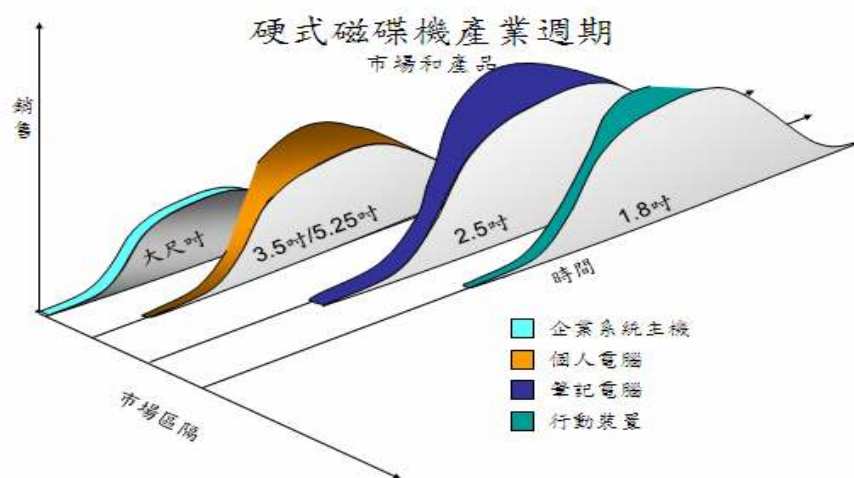 硬式磁碟機產業週期
市場和產品
銷售
大尺吋
3.5吋/5.25吋
2.5吋
1.8吋
時間
市場區隔
企業系統主機
個人電腦
筆記電腦
行動裝置